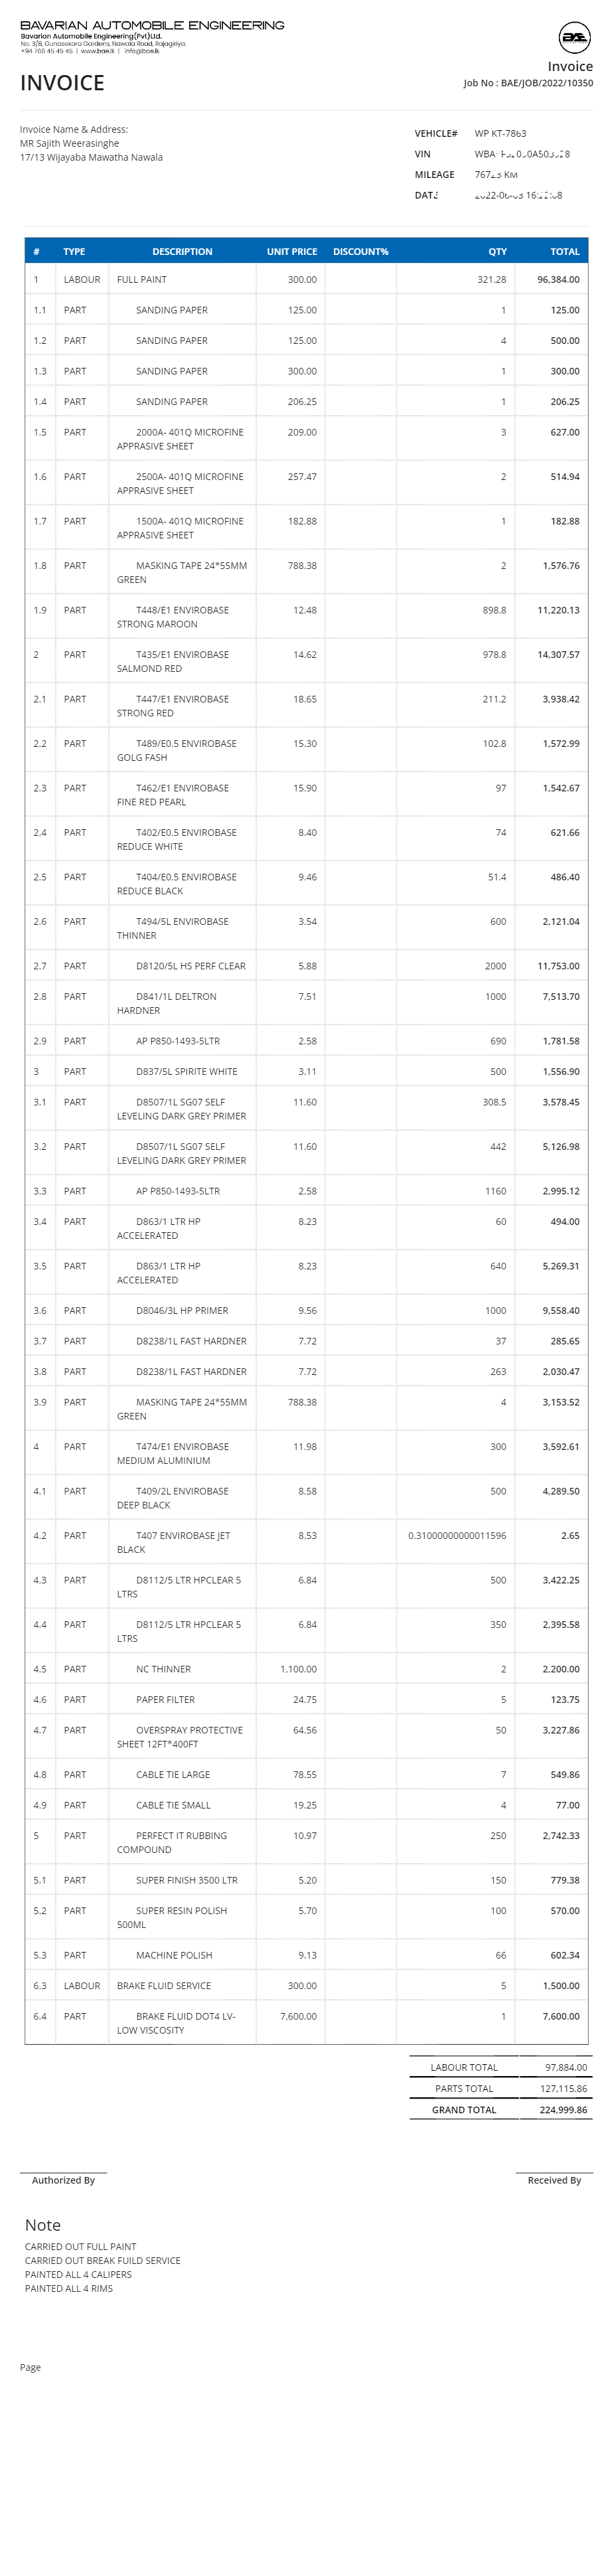 BAVARIAN AUTOMOBILE ENGINEERING
Bavarian Automobile Engineering(Pvt)Ltd.
No. 3/8, Gunasekara Gardens, Nawala Road, Rajagiriya.
+94 766 45 45 45 | www.bae.lk | info@bae.lk
BAE
Invoice
INVOICE
Job No : BAE/JOB/2022/10350
Invoice Name & Address:
MR Sajith Weerasinghe
17/13 Wijayaba Mawatha Nawala
VEHICLE# WP KT-7863
VIN
MILEAGE KM
DATE
# TYPE DESCRIPTION UNIT PRICE DISCOUNT% QTY TOTAL
1 LABOUR FULL PAINT 300.00 321.28 96,384.00
1.1 PART SANDING PAPER 125.00 1 125.00
1.2 PART SANDING PAPER 125.00 4 500.00
1.3 PART SANDING PAPER 300.00 1 300.00
1.4 PART SANDING PAPER 206.25 1 206.25
1.5 PART 2000A- 401Q MICROFINE 209.00 3 627.00
APPRASIVE SHEET
1.6 PART 2500A- 401Q MICROFINE 257.47 2 514.94
APPRASIVE SHEET
1.7 PART 1500A- 401Q MICROFINE 182.88 1 182.88
APPRASIVE SHEET
1.8 PART MASKING TAPE 24*55MM 788.38 2 1,576.76
GREEN
1.9 PART T448/E1 ENVIROBASE 12.48 898.8 11,220.13
STRONG MAROON
2 PART T435/E1 ENVIROBASE 14.62 978.8 14,307.57
SALMOND RED
2.1 PART T447/E1 ENVIROBASE 18.65 211.2 3,938.42
STRONG RED
2.2 PART T489/E0.5 ENVIROBASE 15.30 102.8 1,572.99
GOLG FASH
2.3 PART T462/E1 ENVIROBASE 15.90 97 1,542.67
FINE RED PEARL
2.4 PART T402/E0.5 ENVIROBASE 8.40 74 621.66
REDUCE WHITE
2.5 PART T404/E0.5 ENVIROBASE 9.46 51.4 486.40
REDUCE BLACK
2.6 PART T494/5L ENVIROBASE 3.54 600 2,121.04
THINNER
2.7 PART D8120/5L HS PERF CLEAR 5.88 2000 11,753.00
2.8 PART D841/1L DELTRON 7.51 1000 7,513.70
HARDNER
2.9 PART AP P850-1493-5LTR 2.58 690 1,781.58
3 PART D837/5L SPIRITE WHITE 3.11 500 1,556.90
3.1 PART D8507/1L SG07 SELF 11.60 308.5 3,578.45
LEVELING DARK GREY PRIMER
3.2 PART D8507/1L SG07 SELF 11.60 442 5,126.98
LEVELING DARK GREY PRIMER
3.3 PART AP P850-1493-5LTR 2.58 1160 2,995.12
3.4 PART D863/1 LTR HP 8.23 60 494.00
ACCELERATED
3.5 PART D863/1 LTR HP 8.23 640 5,269.31
ACCELERATED
3.6 PART D8046/3L HP PRIMER 9.56 1000 9,558.40
3.7 PART D8238/1L FAST HARDNER 7.72 37 285.65
3.8 PART D8238/1L FAST HARDNER 7.72 263 2,030.47
3.9 PART MASKING TAPE 24*55MM 788.38 4 3,153.52
GREEN
4 PART T474/E1 ENVIROBASE 11.98 300 3,592.61
MEDIUM ALUMINIUM
4.1 PART T409/2L ENVIROBASE 8.58 500 4,289.50
DEEP BLACK
4.2 PART T407 ENVIROBASE JET 8.53 0.31000000000011596 2.65
BLACK
4.3 PART D8112/5 LTR HPCLEAR 5 6.84 500 3,422.25
LTRS
4.4 PART D8112/5 LTR HPCLEAR 5 6.84 350 2,395.58
LTRS
4.5 PART NC THINNER 1,100.00 2 2,200.00
4.6 PART PAPER FILTER 24.75 5 123.75
4.7 PART OVERSPRAY PROTECTIVE 64.56 50 3,227.86
SHEET 12FT*400FT
4.8 PART CABLE TIE LARGE 78.55 7 549.86
4.9 PART CABLE TIE SMALL 19.25 4 77.00
5 PART PERFECT IT RUBBING 10.97 250 2,742.33
COMPOUND
5.1 PART SUPER FINISH 3500 LTR 5.20 150 779.38
5.2 PART SUPER RESIN POLISH 5.70 100 570.00
500ML
5.3 PART MACHINE POLISH 9.13 66 602.34
6.3 LABOUR BRAKE FLUID SERVICE 300.00 5 1,500.00
6.4 PART BRAKE FLUID DOT4 LV- 7,600.00 1 7,600.00
LOW VISCOSITY
LABOUR TOTAL 97,884.00
PARTS TOTAL 127,115.86
GRAND TOTAL 224,999.86
Authorized By
Received By
Note
CARRIED OUT FULL PAINT
CARRIED OUT BREAK FUILD SERVICE
PAINTED ALL 4 CALIPERS
PAINTED ALL 4 RIMS
Page